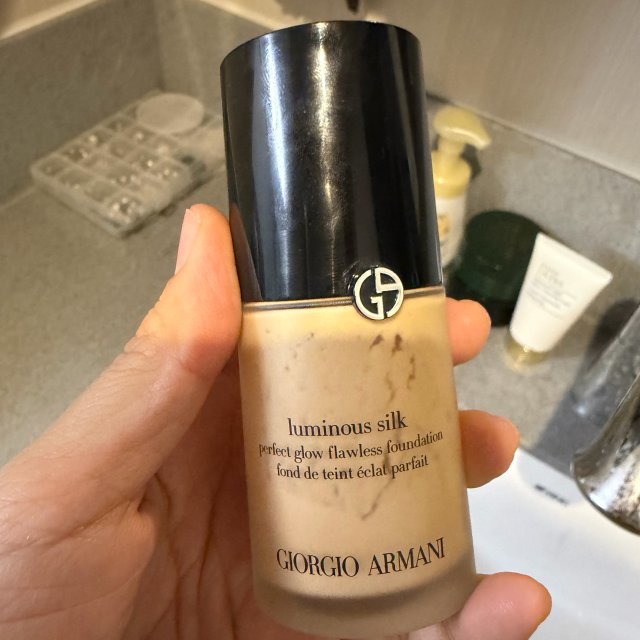 luminous silk
perfect glow flawless foundation
fond de teint éclat parfait
GIORGIO ARMANI